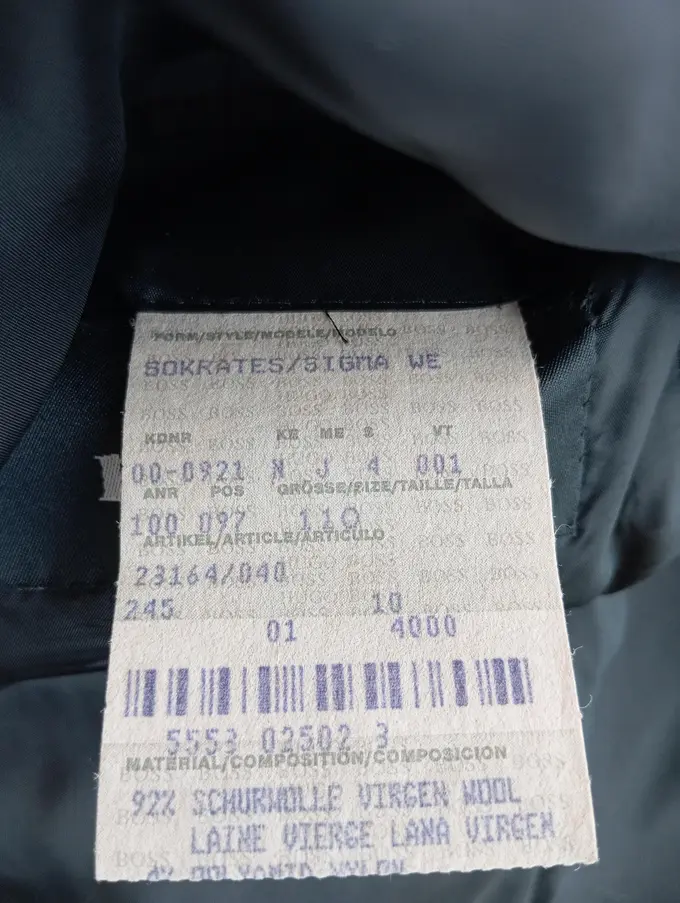 FORM/STYLE/MODELE/MODELO
SOKRATES/SIGMA WE
KDNR KE ME S VT
00-0921 N J 4 001
ANR POS GRÖSSE/SIZE/TAILLE/TALLA
100 097 110
ARTIKEL/ARTICLE/ARTICULO
23164/040
245 10
01 4000
5553 02502 3
MATERIAL/COMPOSITION/COMPOSICION
92% SCHURWOLLE VIRGEN WOOL
LAINE VIERGE LANA VIRGEN